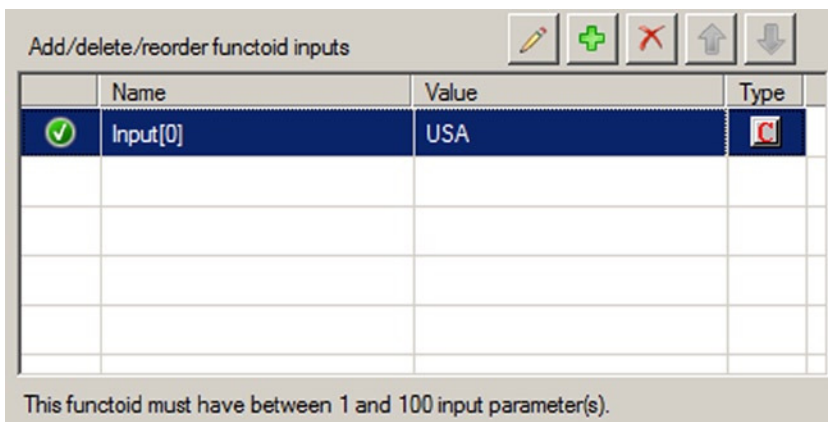 Add/delete/reorder functoid inputs
Name Value Type
Input[0] USA C
This functoid must have between 1 and 100 input parameter(s).